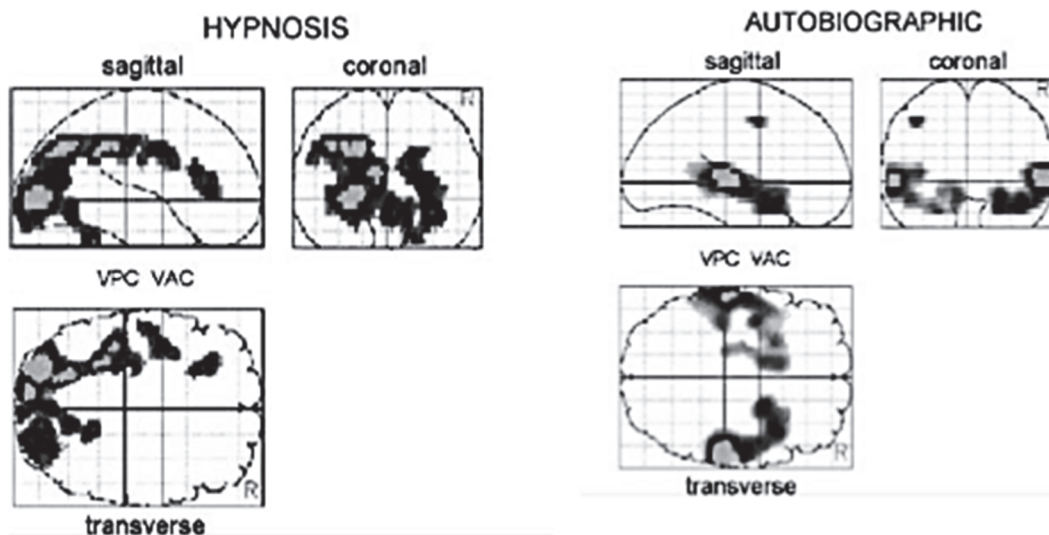 HYPNOSIS
sagittal coronal
R
VPC VAC
R
transverse
AUTOBIOGRAPHIC
sagittal coronal
R
VPC VAC
R
transverse